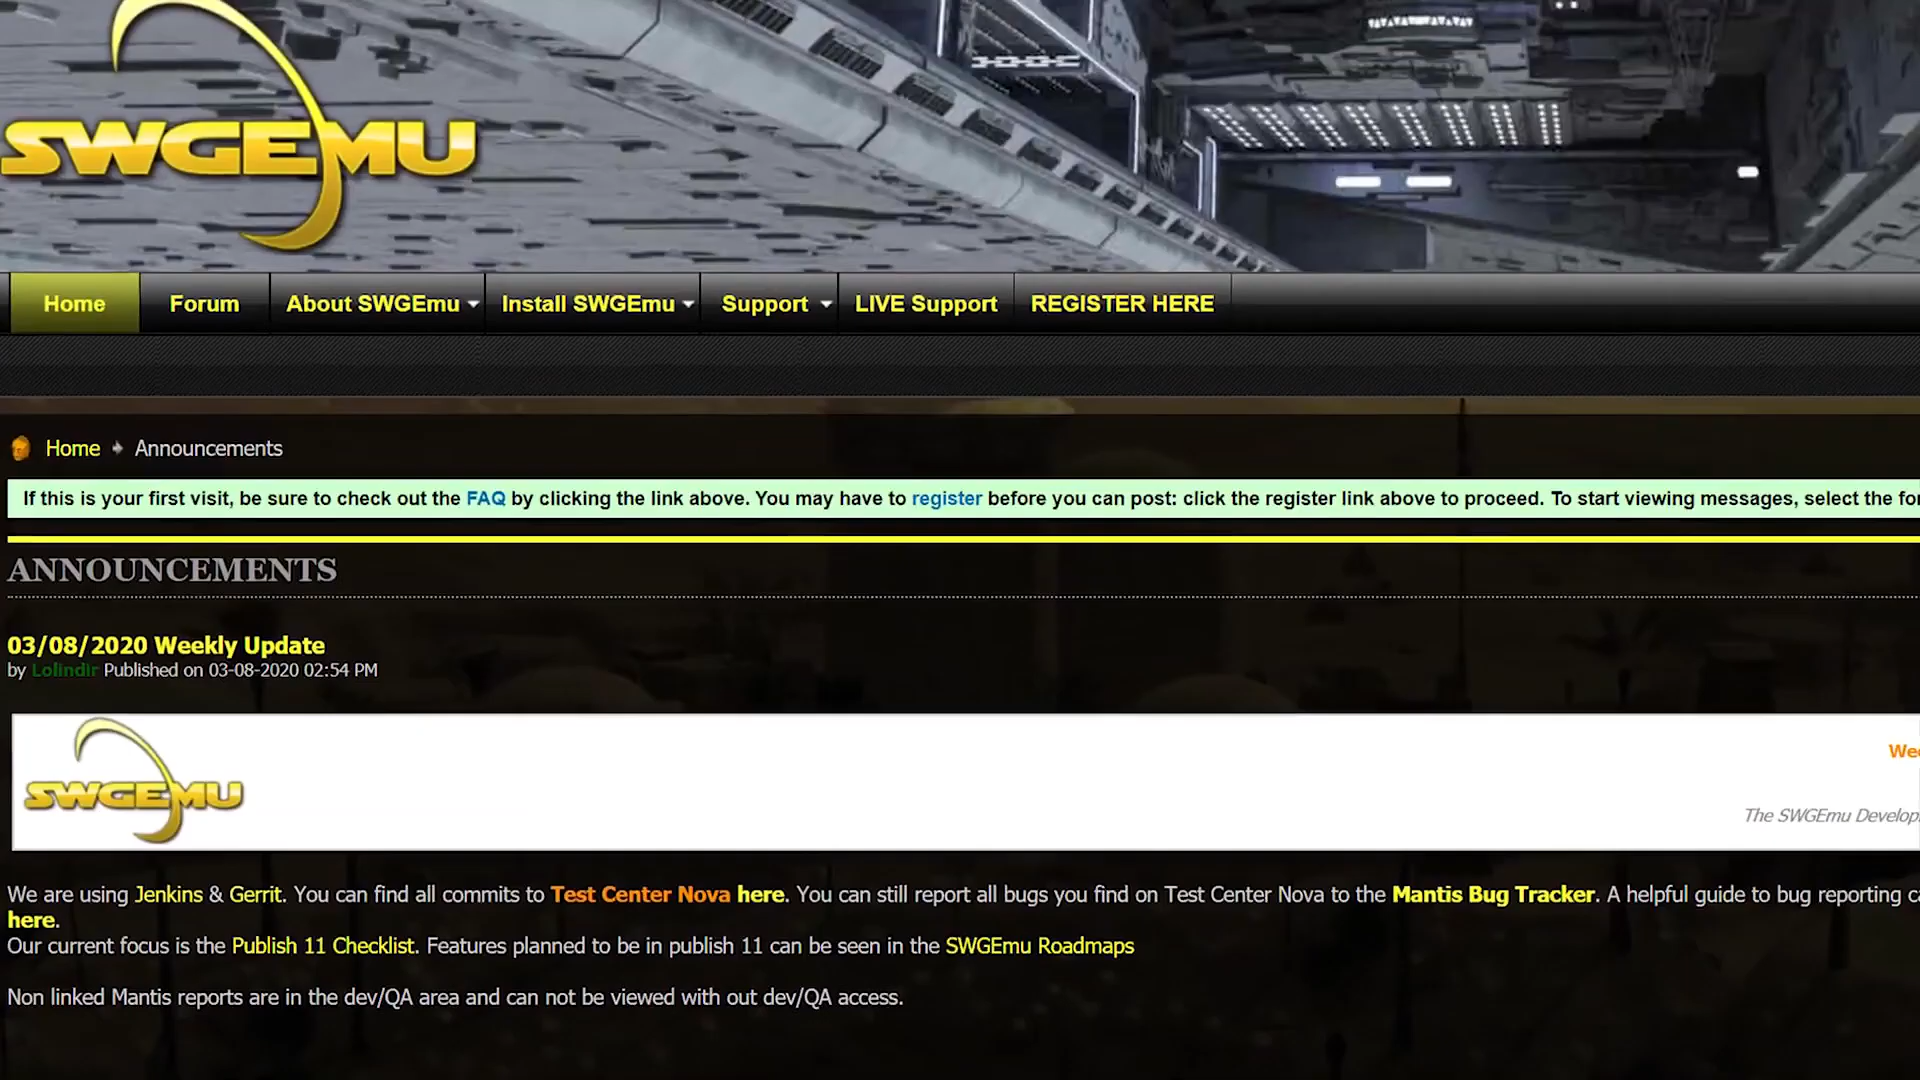 SWGEMU
Home Forum About SWGEmu Install SWGEmu Support LIVE Support REGISTER HERE
Home Announcements
If this is your first visit, be sure to check out the FAQ by clicking the link above. You may have to register before you can post: click the register link above to proceed. To start viewing messages, select the
ANNOUNCEMENTS
03/08/2020 Weekly Update
by Lolindir Published on 03-08-2020 02:54 PM
SWGEMU
The SWGEmu
We are using Jenkins & Gerrit. You can find all commits to Test Center Nova here. You can still report all bugs you find on Test Center Nova to the Mantis Bug Tracker. A helpful guide to bug reporting
here.
Our current focus is the Publish 11 Checklist. Features planned to be in publish 11 can be seen in the SWGEmu Roadmaps
Non linked Mantis reports are in the dev/QA area and can not be viewed with out dev/QA access.